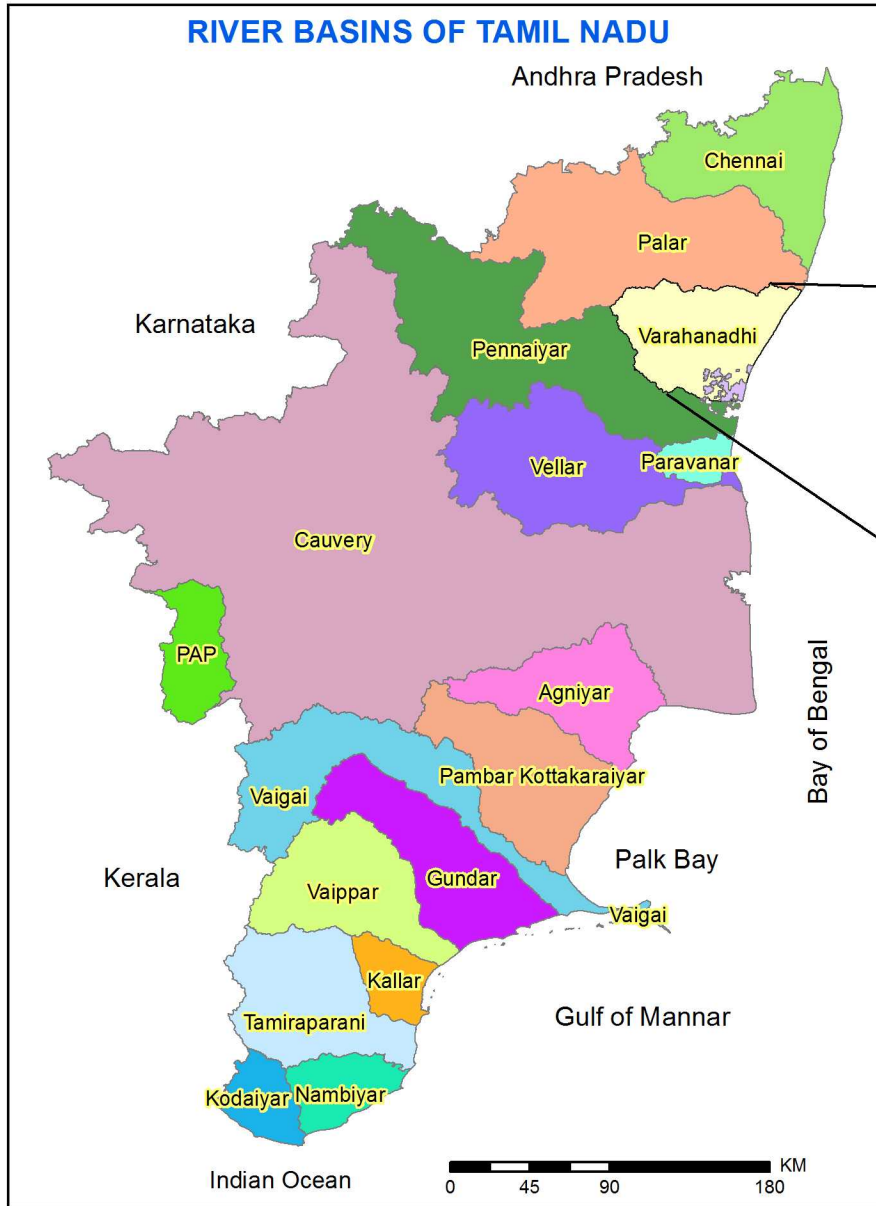 RIVER BASINS OF TAMIL NADU
Andhra Pradesh
Chennai
Palar
Karnataka
Varahanadhi
Pennaiyar
Vellar
Paravanar
Cauvery
PAP
Agniyar
Bay of Bengal
Pambar Kottakaraiyar
Vaigai
Palk Bay
Kerala
Gundar
Vaippar
Vaigai
Kallar
Gulf of Mannar
Tamiraparani
Kodaiyar
Nambiyar
Indian Ocean
KM
0 45 90 180